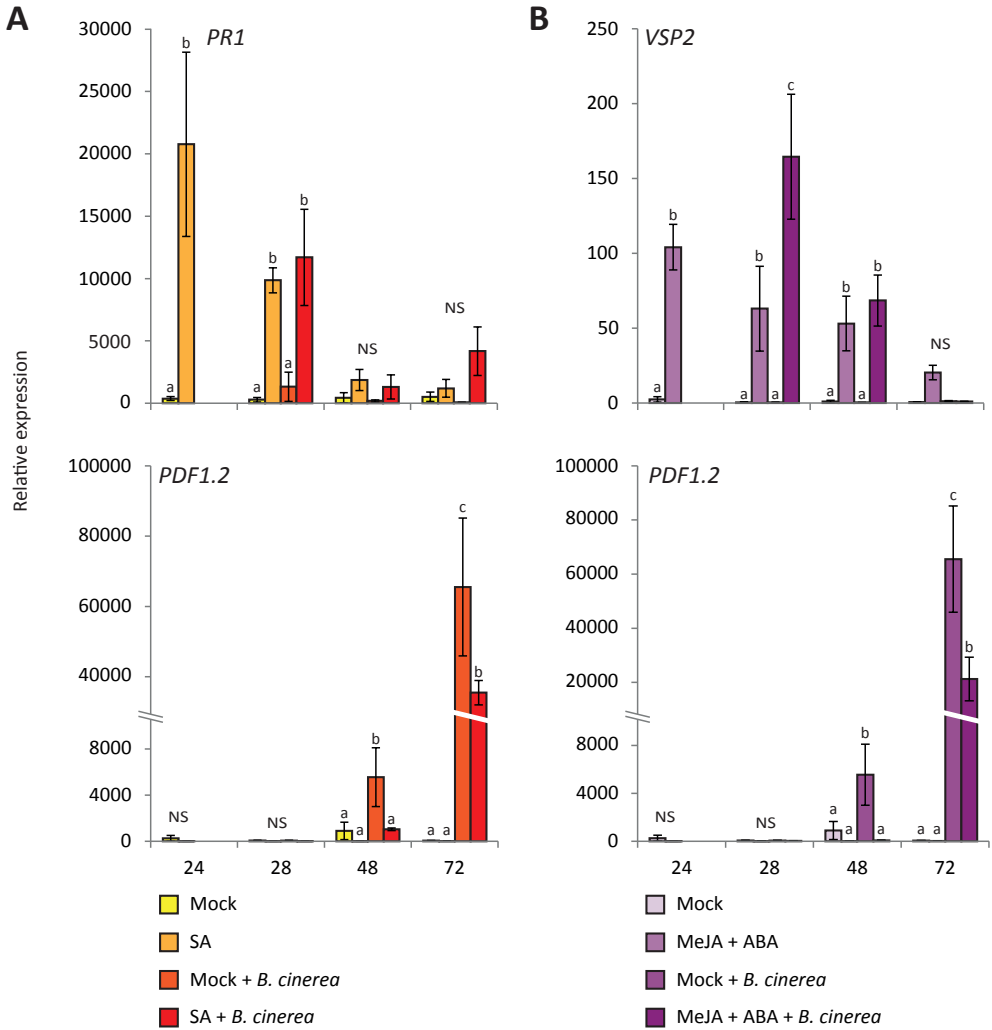 A
PR1
30000
25000
20000
15000
10000
5000
0
b
a
b
b
a
a
NS
NS
B
VSP2
250
200
150
100
50
0
b
a
c
b
a
a
b
b
a
a
NS
Relative expression
PDF1.2
100000
80000
60000
40000
8000
4000
0
NS
NS
a
a
b
a
a
a
c
b
24
28
48
72
PDF1.2
100000
80000
60000
40000
20000
8000
4000
0
NS
NS
a
a
b
a
a
a
c
b
24
28
48
72
Mock
SA
Mock + B. cinerea
SA + B. cinerea
Mock
MeJA + ABA
Mock + B. cinerea
MeJA + ABA + B. cinerea